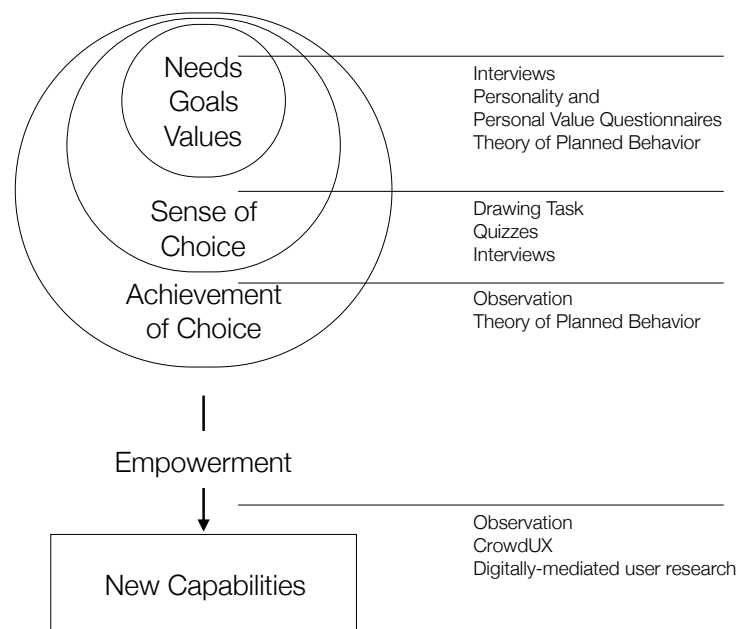 Needs
Goals
Values
Interviews
Personality and
Personal Value Questionnaires
Theory of Planned Behavior
Sense of
Choice
Drawing Task
Quizzes
Interviews
Achievement
of Choice
Observation
Theory of Planned Behavior
Empowerment
New Capabilities
Observation
CrowdUX
Digitally-mediated user research